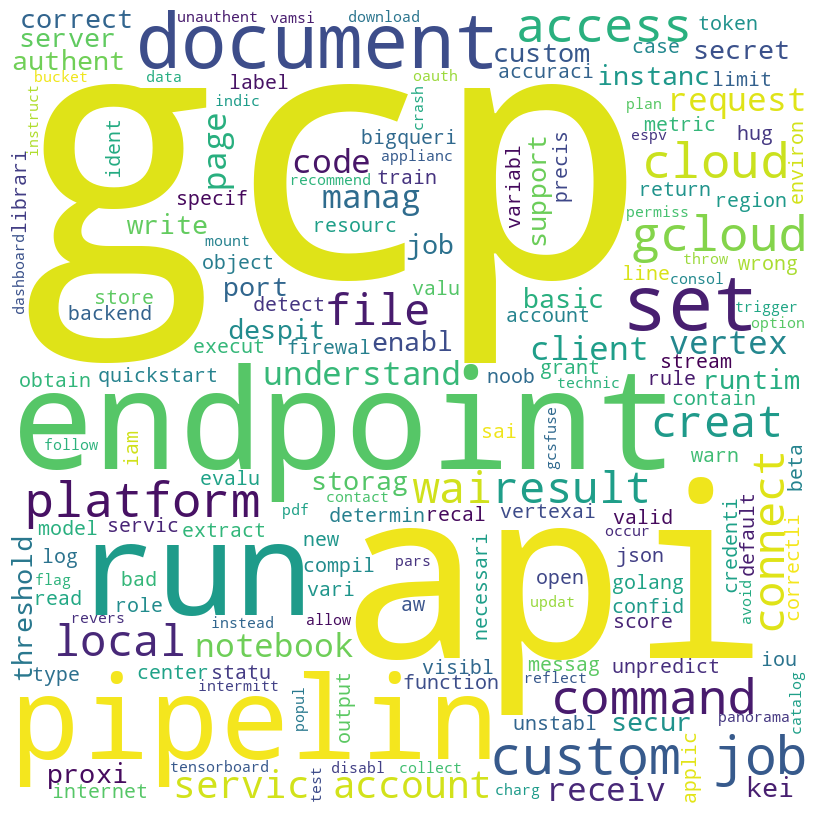 correct
unauthent
vamsi
download
document
access
token
server
custom
case
secret
authent
bucket
data
label
oauth
accuraci
instanc
limit
gcp
instruct
indic
crash
plan
request
ident
page
bigqueri
metric
espv
hug
environ
code
applianc
variabl
support
precis
cloud
recommend
train
specif
manag
return
region
librari
write
resourc
permiss
gcloud
mount
job
object
throw
wrong
dashboard
store
port
valu
line
consol
set
backend
detect
file
basic
account
trigger
option
despit
enabl
execut
firewal
client
vertex
obtain
quickstart
understand
noob
grant
technic
stream
rule
runtim
contain
endpoint
creat
follow
iam
sai
gcsfuse
warn
evalu
storag
wai
result
connect
beta
platform
contact
pdf
determin
recal
vertexai
valid
default
model
servic
extract
occur
log
new
run
api
compil
pars
necessari
json
credenti
correctli
threshold
flag
bad
open
golang
read
role
vari
aw
updat
confid
avoid
revers
instead
allow
score
local
notebook
type
center
statu
visibl
messag
unpredict
iou
intermitt
function
reflect
command
catalog
pipelin
popul
output
unstabl
secur
panorama
custom job
proxi
tensorboard
disabl
collect
applic
internet
servic
test
account
charg
receiv
kei